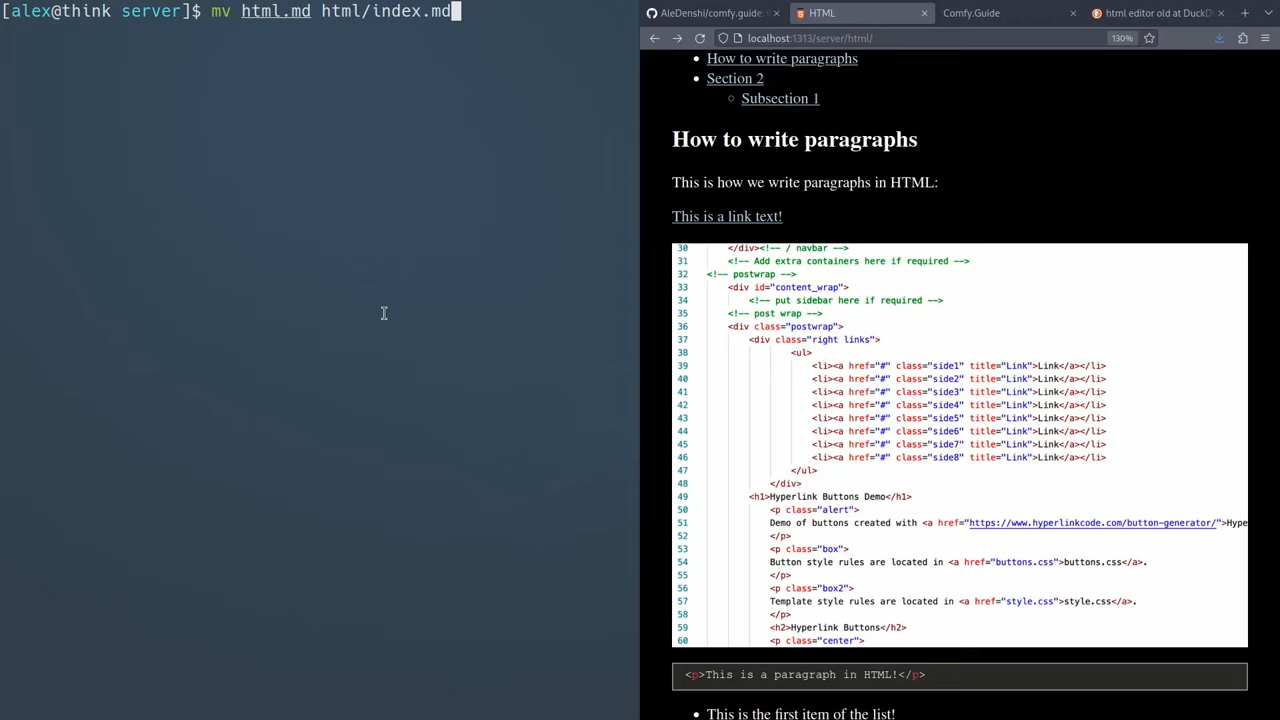 [alex@think server]$ mv html.md html/index.md
AleDenshi/comfy.guide: C
HTML
Comfy.Guide
html editor old at DuckD
localhost:1313/server/html/
130%
• How to write paragraphs
• Section 2
○ Subsection 1
How to write paragraphs
This is how we write paragraphs in HTML:
This is a link text!
30 </div><!-- / navbar -->
31 <!-- Add extra containers here if required -->
32 <!-- postwrap -->
33 <div id="content_wrap">
34 <!-- put sidebar here if required -->
35 <!-- post wrap -->
36 <div class="postwrap">
37 <div class="right links">
38 <ul>
39 <li><a href="#" class="side1" title="Link">Link</a></li>
40 <li><a href="#" class="side2" title="Link">Link</a></li>
41 <li><a href="#" class="side3" title="Link">Link</a></li>
42 <li><a href="#" class="side4" title="Link">Link</a></li>
43 <li><a href="#" class="side5" title="Link">Link</a></li>
44 <li><a href="#" class="side6" title="Link">Link</a></li>
45 <li><a href="#" class="side7" title="Link">Link</a></li>
46 <li><a href="#" class="side8" title="Link">Link</a></li>
47 </ul>
48 </div>
49 <h1>Hyperlink Buttons Demo</h1>
50 <p class="alert">
51 Demo of buttons created with <a href="https://www.hyperlinkcode.com/button-generator/">Hype
52 </p>
53 <p class="box">
54 Button style rules are located in <a href="buttons.css">buttons.css</a>.
55 </p>
56 <p class="box2">
57 Template style rules are located in <a href="style.css">style.css</a>.
58 </p>
59 <h2>Hyperlink Buttons</h2>
60 <p class="center">
<p>This is a paragraph in HTML!</p>
• This is the first item of the list!